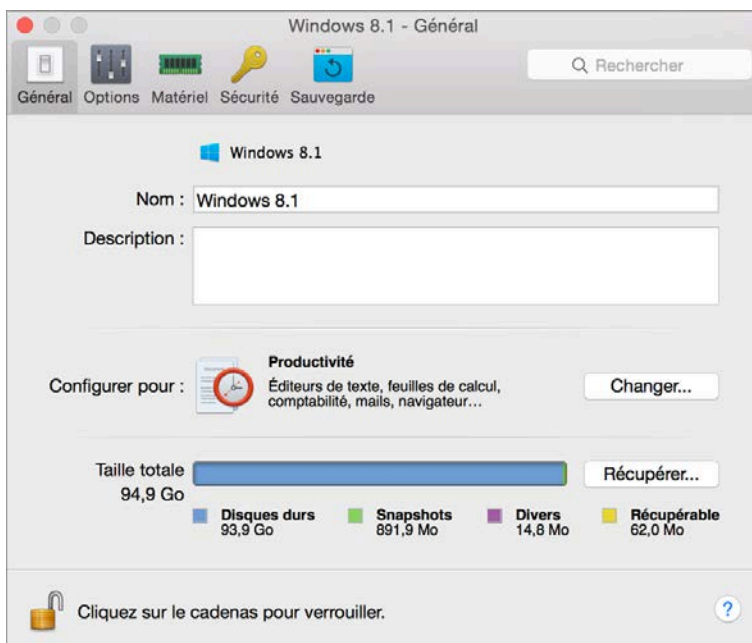 Windows 8.1 - Général
Rechercher
Général Options Matériel Sécurité Sauvegarde
Windows 8.1
Nom : Windows 8.1
Description :
Productivité
Configurer pour : Éditeurs de texte, feuilles de calcul, Changer...
comptabilité, mails, navigateur…
Taille totale Récupérer...
94,9 Go
Disques durs Snapshots Divers Récupérable
93,9 Go 891,9 Mo 14,8 Mo 62,0 Mo
Cliquez sur le cadenas pour verrouiller. ?